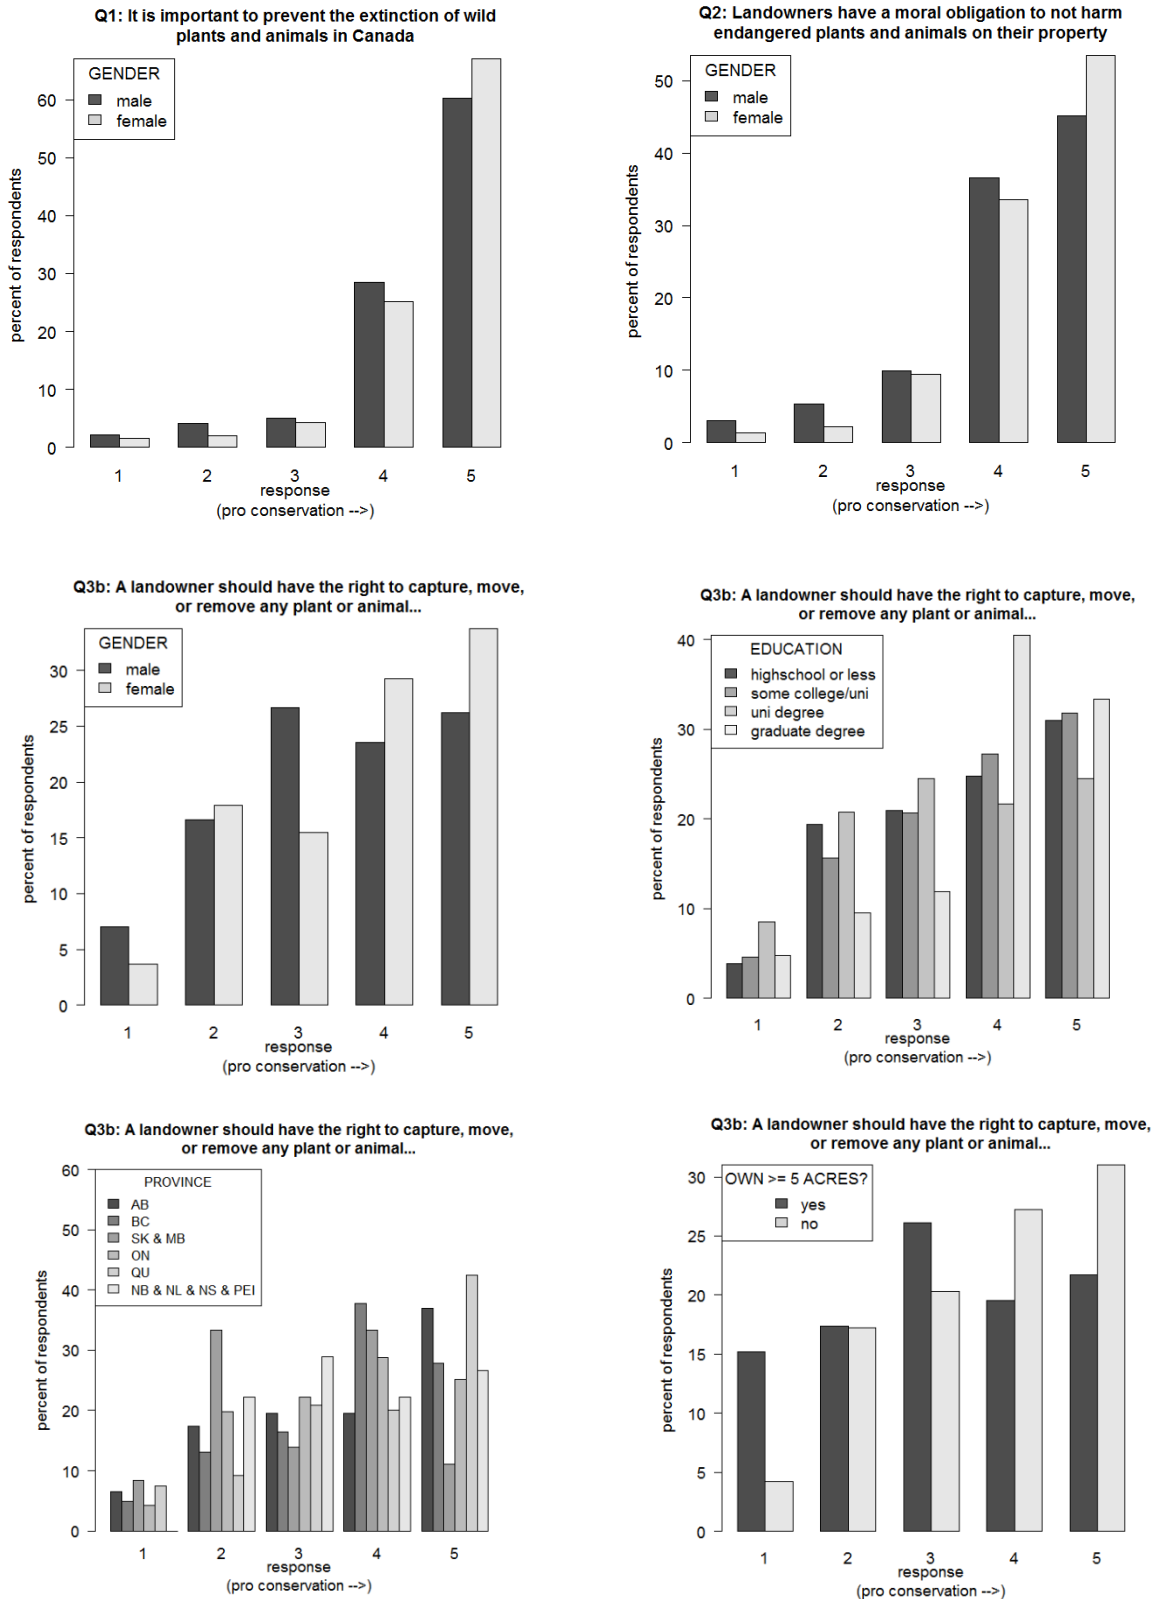 Q1: It is important to prevent the extinction of wild
plants and animals in Canada
GENDER
male
female
percent of respondents
60
50
40
30
20
10
0
1 2 3 4 5
response
(pro conservation -->)
Q2: Landowners have a moral obligation to not harm
endangered plants and animals on their property
GENDER
male
female
percent of respondents
50
40
30
20
10
0
1 2 3 4 5
response
(pro conservation -->)
Q3b: A landowner should have the right to capture, move,
or remove any plant or animal...
GENDER
male
female
percent of respondents
30
25
20
15
10
5
0
1 2 3 4 5
response
(pro conservation -->)
Q3b: A landowner should have the right to capture, move,
or remove any plant or animal...
EDUCATION
highschool or less
some college/uni
uni degree
graduate degree
percent of respondents
40
30
20
10
0
1 2 3 4 5
response
(pro conservation -->)
Q3b: A landowner should have the right to capture, move,
or remove any plant or animal...
PROVINCE
AB
BC
SK & MB
ON
QU
NB & NL & NS & PEI
percent of respondents
60
50
40
30
20
10
0
1 2 3 4 5
response
(pro conservation -->)
Q3b: A landowner should have the right to capture, move,
or remove any plant or animal...
OWN >= 5 ACRES?
yes
no
percent of respondents
30
25
20
15
10
5
0
1 2 3 4 5
response
(pro conservation -->)